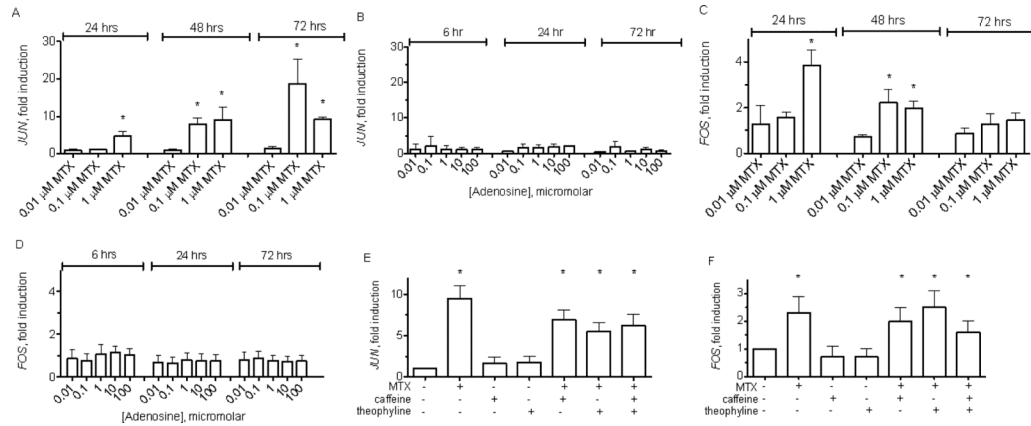 A
24 hrs
48 hrs
72 hrs
JUN, fold induction
30
20
10
0
*
*
*
*
*
0.01 µM MTX
0.1 µM MTX
1 µM MTX
0.01 µM MTX
0.1 µM MTX
1 µM MTX
0.01 µM MTX
0.1 µM MTX
1 µM MTX
B
6 hr
24 hr
72 hr
JUN, fold induction
30
20
10
0
0.01
0.1
1
10
100
0.01
0.1
1
10
100
0.01
0.1
1
10
100
[Adenosine], micromolar
C
24 hrs
48 hrs
72 hrs
FOS, fold induction
4
2
0
*
*
*
0.01 µM MTX
0.1 µM MTX
1 µM MTX
0.01 µM MTX
0.1 µM MTX
1 µM MTX
0.01 µM MTX
0.1 µM MTX
1 µM MTX
D
6 hrs
24 hrs
72 hrs
FOS, fold induction
4
2
0
0.01
0.1
1
10
100
0.01
0.1
1
10
100
0.01
0.1
1
10
100
[Adenosine], micromolar
E
JUN, fold induction
10
5
0
* * * *
MTX - + - - + + +
caffeine - - + - + - +
theophyline - - - + - + +
F
FOS, fold induction
3
2
1
0
* * * *
MTX - + - - + + +
caffeine - - + - + - +
theophyline - - - + - + +